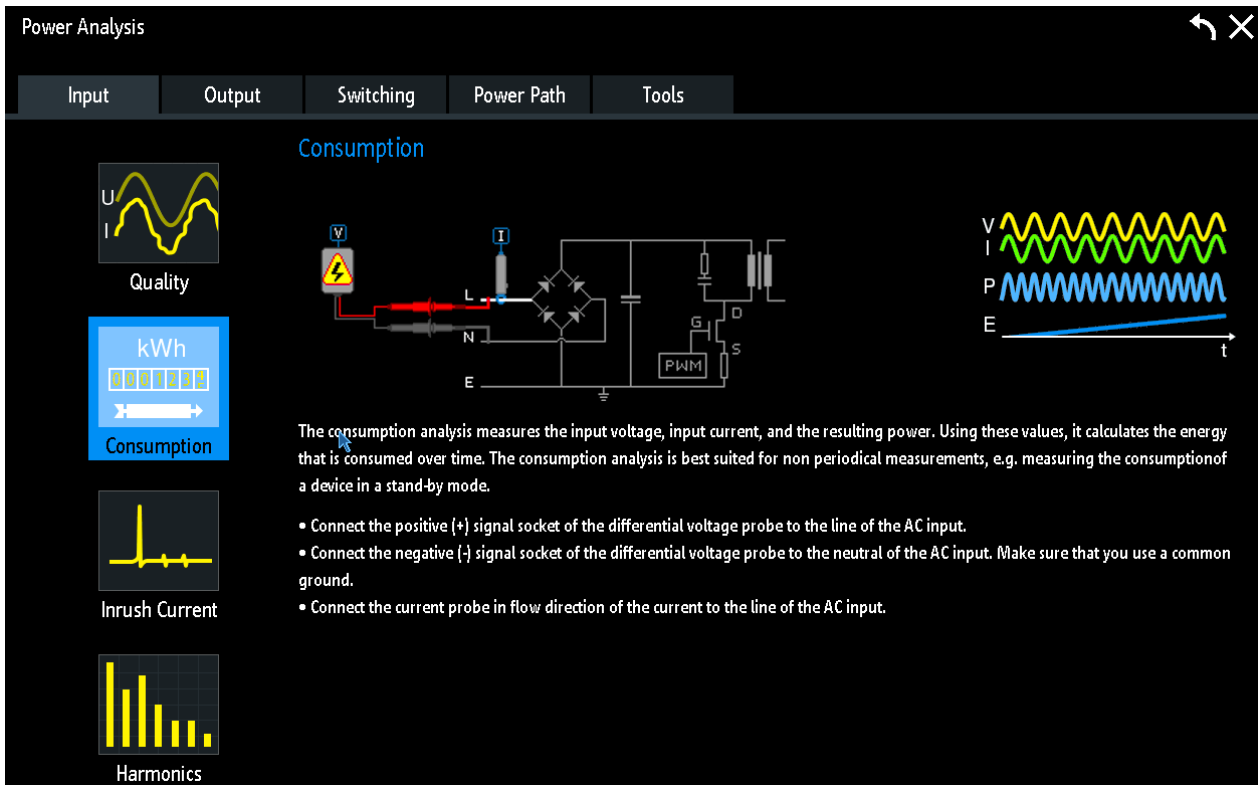 Power Analysis
Input Output Switching Power Path Tools
Consumption
U
I
Quality
kWh
Consumption
Inrush Current
Harmonics
V
I
L
N
E
G
D
S
PWM
V
I
P
E
t
The consumption analysis measures the input voltage, input current, and the resulting power. Using these values, it calculates the energy
that is consumed over time. The consumption analysis is best suited for non periodical measurements, e.g. measuring the consumptionof
a device in a stand-by mode.
• Connect the positive (+) signal socket of the differential voltage probe to the line of the AC input.
• Connect the negative (-) signal socket of the differential voltage probe to the neutral of the AC input. Make sure that you use a common
ground.
• Connect the current probe in flow direction of the current to the line of the AC input.